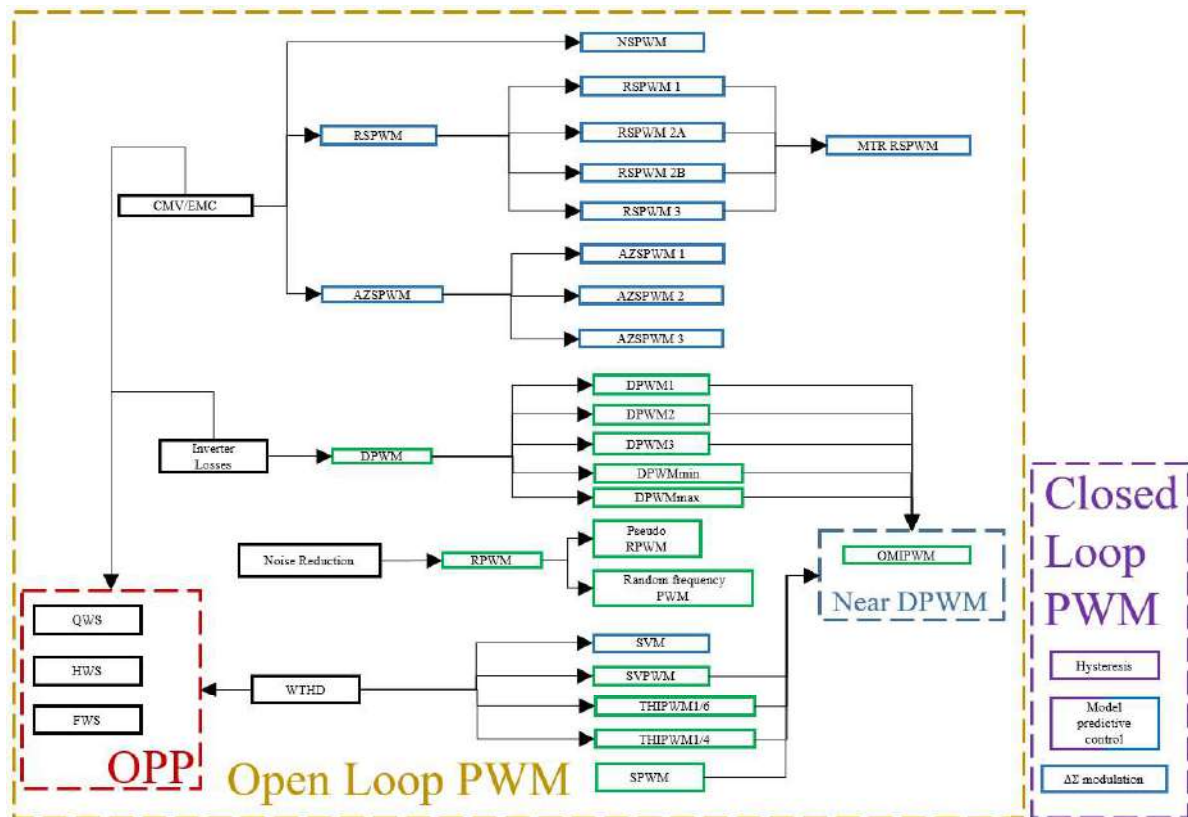 NSPWM
RSPWM 1
RSPWM
RSPWM 2A
MTR RSPWM
RSPWM 2B
CMV/EMC
RSPWM 3
AZSPWM 1
AZSPWM
AZSPWM 2
AZSPWM 3
DPWM1
DPWM2
Inverter
Losses
DPWM
DPWM3
DPWMmin
DPWMmax
Noise Reduction
RPWM
Pseudo
RPWM
Random frequency
PWM
OMIPWM
Near DPWM
QWS
HWS
FWS
OPP
WTHD
SVM
SVPWM
THIPWM1/6
THIPWM1/4
SPWM
Open Loop PWM
Closed
Loop
PWM
Hysteresis
Model
predictive
control
ΔΣ modulation